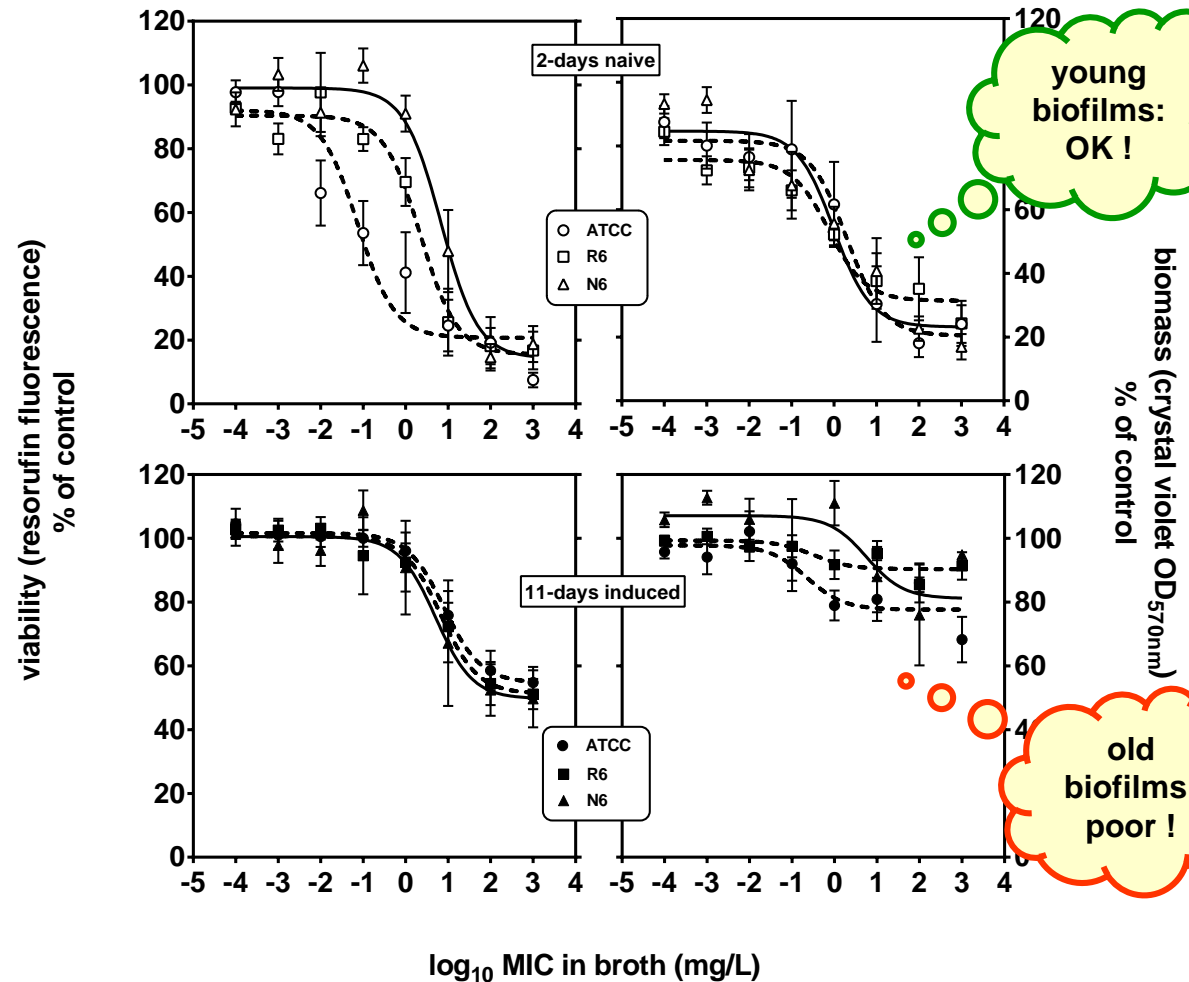 120
100
80
60
40
20
0
-5 -4 -3 -2 -1 0 1 2 3 4
2-days naive
ATCC
R6
N6
120
60
40
20
0
-5 -4 -3 -2 -1 0 1 2 3 4
young
biofilms:
OK !
viability (resorufin fluorescence)
% of control
biomass (crystal violet OD570nm)
% of control
120
100
80
60
40
20
0
-5 -4 -3 -2 -1 0 1 2 3 4
11-days induced
ATCC
R6
N6
120
100
80
60
-5 -4 -3 -2 -1 0 1 2 3 4
old
biofilms
poor !
log10 MIC in broth (mg/L)